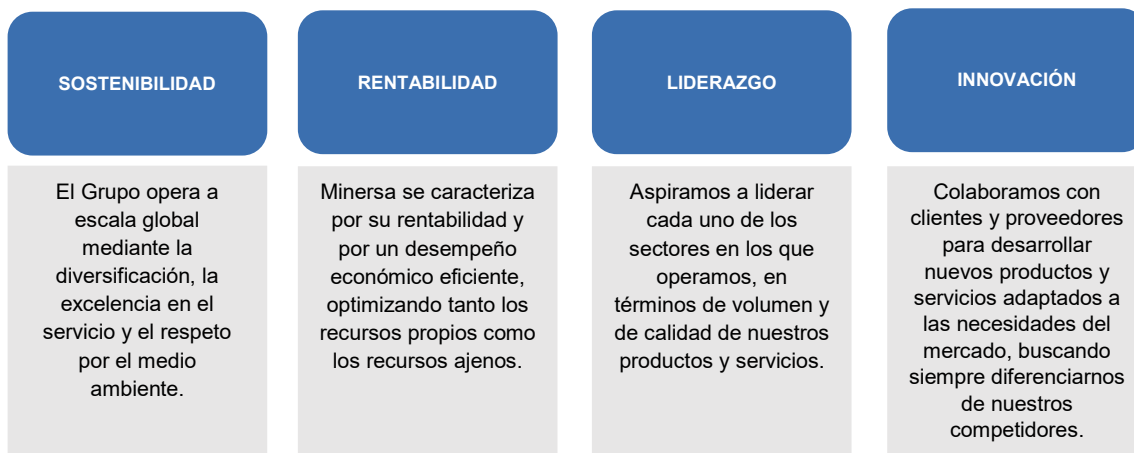 SOSTENIBILIDAD
El Grupo opera a
escala global
mediante la
diversificación, la
excelencia en el
servicio y el respeto
por el medio
ambiente.
RENTABILIDAD
Minersa se caracteriza
por su rentabilidad y
por un desempeño
económico eficiente,
optimizando tanto los
recursos propios como
los recursos ajenos.
LIDERAZGO
Aspiramos a liderar
cada uno de los
sectores en los que
operamos, en
términos de volumen y
de calidad de nuestros
productos y servicios.
INNOVACIÓN
Colaboramos con
clientes y proveedores
para desarrollar
nuevos productos y
servicios adaptados a
las necesidades del
mercado, buscando
siempre diferenciarnos
de nuestros
competidores.